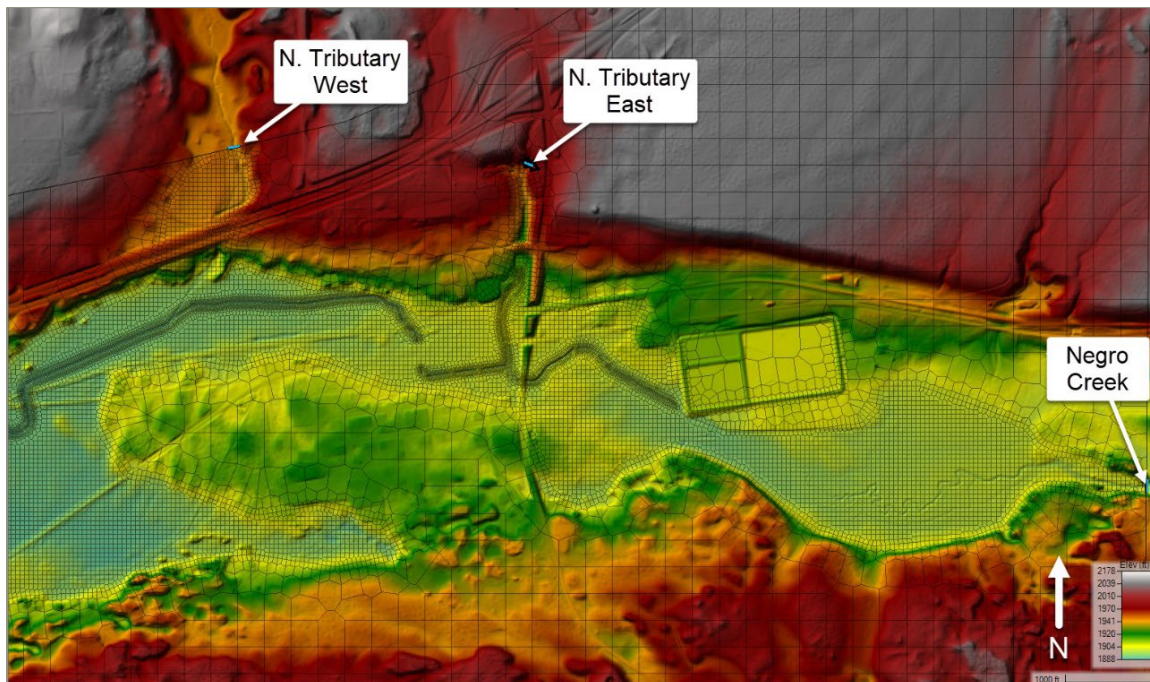 N. Tributary
West
N. Tributary
East
Negro
Creek
Elev (ft)
2178
2039
2010
1970
1941
1920
1904
1888
N
1000 ft